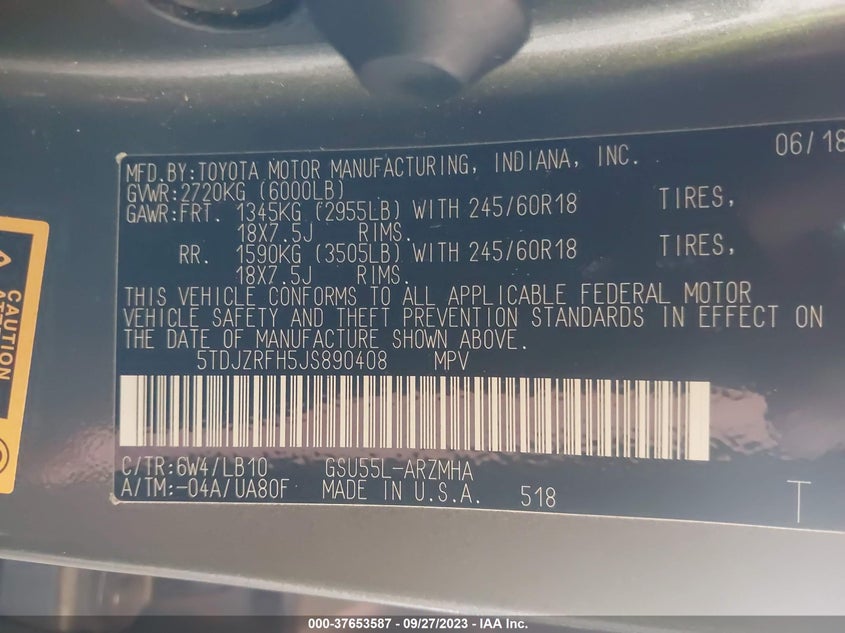 06/18
MFD.BY:TOYOTA MOTOR MANUFACTURING, INDIANA, INC.
GVWR:2720KG (6000LB)
GAWR:FRT. 1345KG (2955LB) WITH 245/60R18 TIRES,
18X7.5J RIMS.
RR. 1590KG (3505LB) WITH 245/60R18 TIRES,
18X7.5J RIMS.
THIS VEHICLE CONFORMS TO ALL APPLICABLE FEDERAL MOTOR
VEHICLE SAFETY AND THEFT PREVENTION STANDARDS IN EFFECT ON
THE DATE OF MANUFACTURE SHOWN ABOVE.
5TDJZRFH5JS890408 MPV
C/TR:6W4/LB10 GSU55L-ARZMHA
A/TM:-04A/UA80F MADE IN U.S.A. 518 T
CAUTION
000-37653587 - 09/27/2023 - IAA Inc.